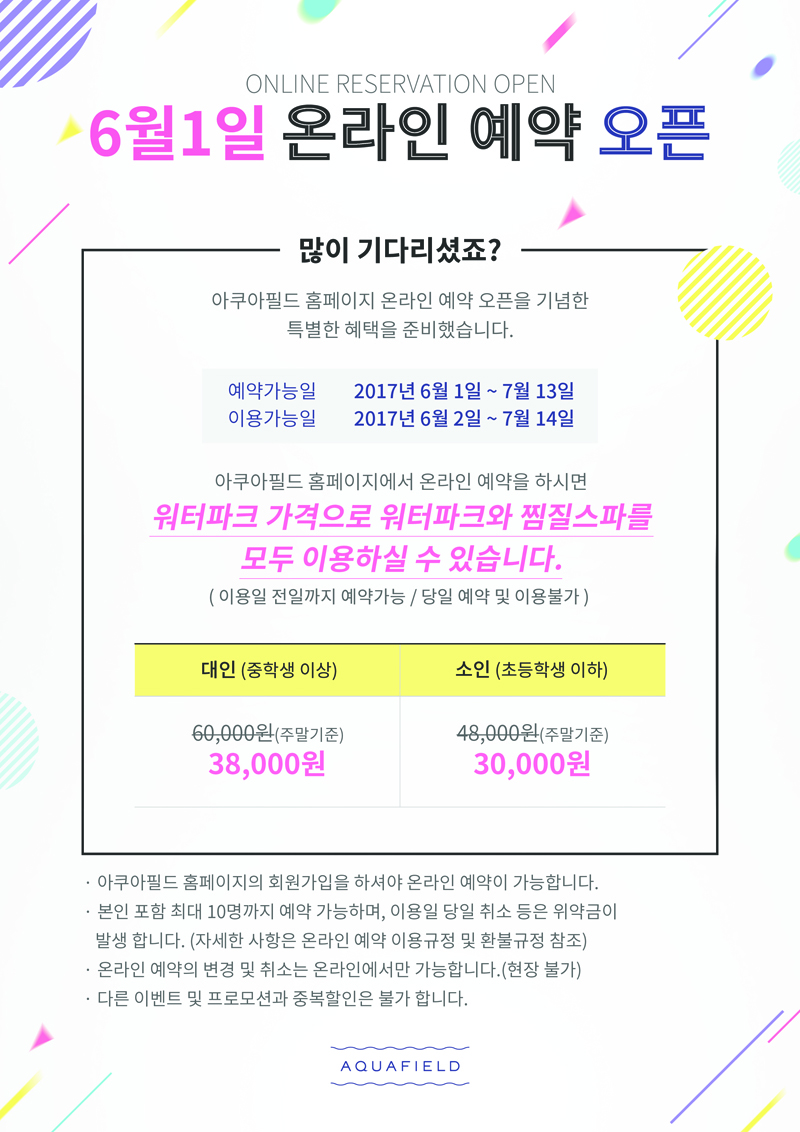 ONLINE RESERVATION OPEN
6월1일 온라인 예약 오픈
많이 기다리셨죠?
아쿠아필드 홈페이지 온라인 예약 오픈을 기념한
특별한 혜택을 준비했습니다.
예약가능일 2017년 6월 1일 ~ 7월 13일
이용가능일 2017년 6월 2일 ~ 7월 14일
아쿠아필드 홈페이지에서 온라인 예약을 하시면
워터파크 가격으로 워터파크와 찜질스파를
모두 이용하실 수 있습니다.
( 이용일 전일까지 예약가능 / 당일 예약 및 이용불가 )
대인 (중학생 이상) 소인 (초등학생 이하)
60,000원(주말기준) 48,000원(주말기준)
38,000원 30,000원
· 아쿠아필드 홈페이지의 회원가입을 하셔야 온라인 예약이 가능합니다.
· 본인 포함 최대 10명까지 예약 가능하며, 이용일 당일 취소 등은 위약금이
발생 합니다. (자세한 사항은 온라인 예약 이용규정 및 환불규정 참조)
· 온라인 예약의 변경 및 취소는 온라인에서만 가능합니다.(현장 불가)
· 다른 이벤트 및 프로모션과 중복할인은 불가 합니다.
AQUAFIELD